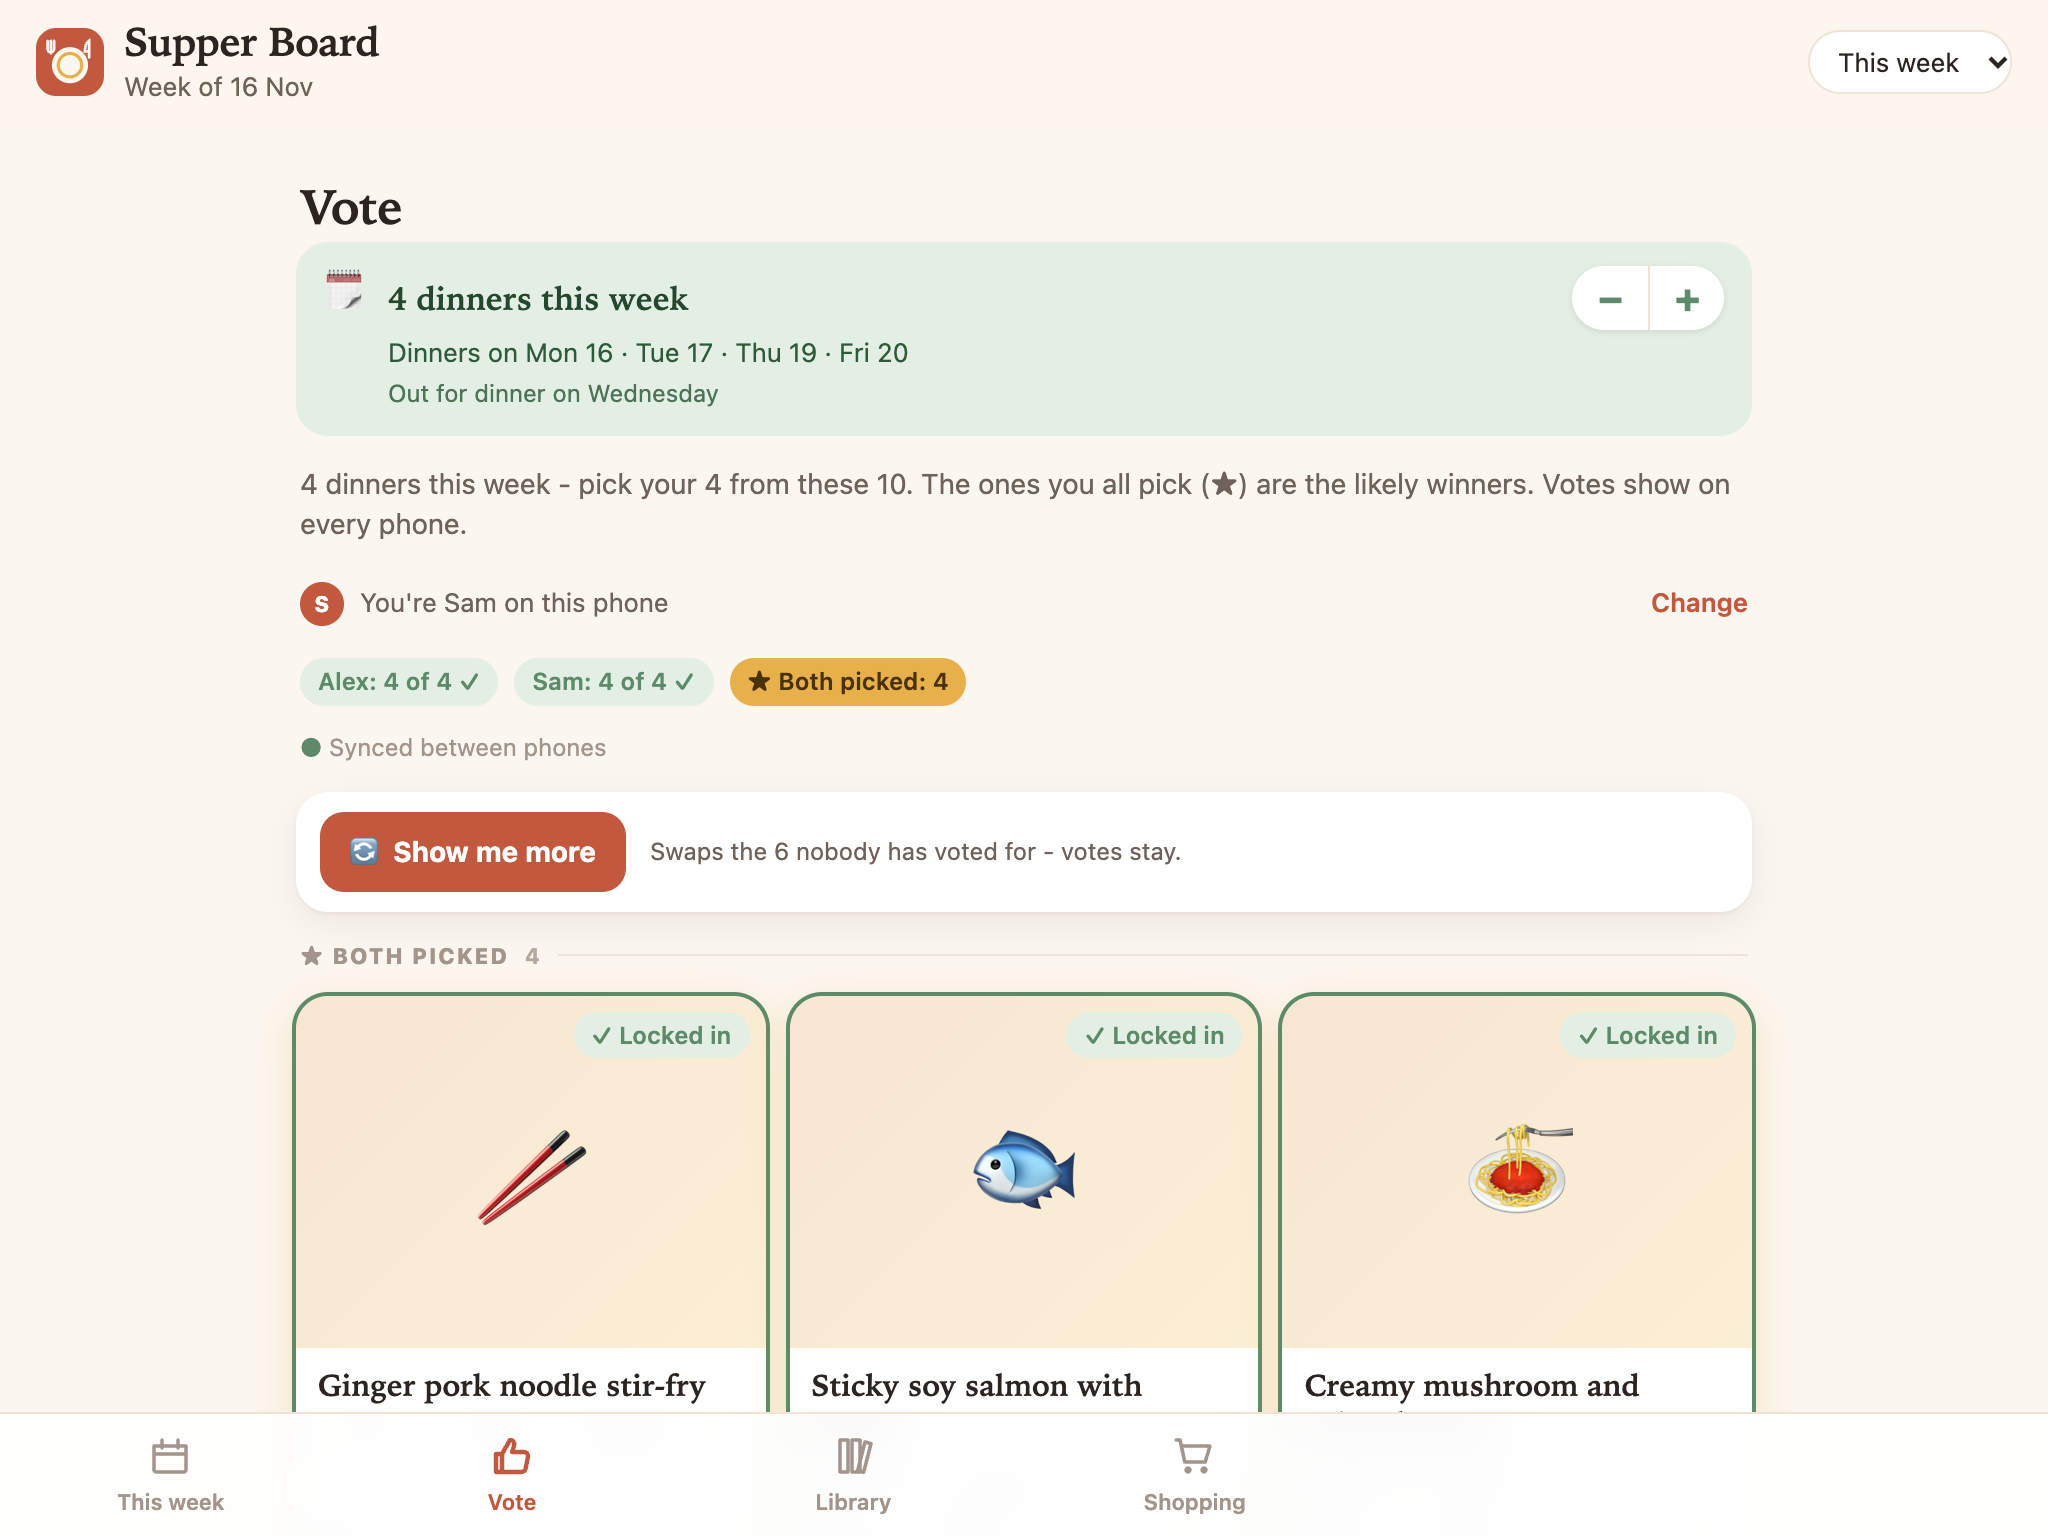 Supper Board
Week of 16 Nov
This week
Vote
4 dinners this week
Dinners on Mon 16 · Tue 17 · Thu 19 · Fri 20
Out for dinner on Wednesday
4 dinners this week - pick your 4 from these 10. The ones you all pick (★) are the likely winners. Votes show on
every phone.
S You're Sam on this phone
Change
Alex: 4 of 4 ✓
Sam: 4 of 4 ✓
★ Both picked: 4
Synced between phones
Show me more
Swaps the 6 nobody has voted for - votes stay.
★ BOTH PICKED 4
✓ Locked in
✓ Locked in
✓ Locked in
Ginger pork noodle stir-fry
Sticky soy salmon with
Creamy mushroom and
This week
Vote
Library
Shopping